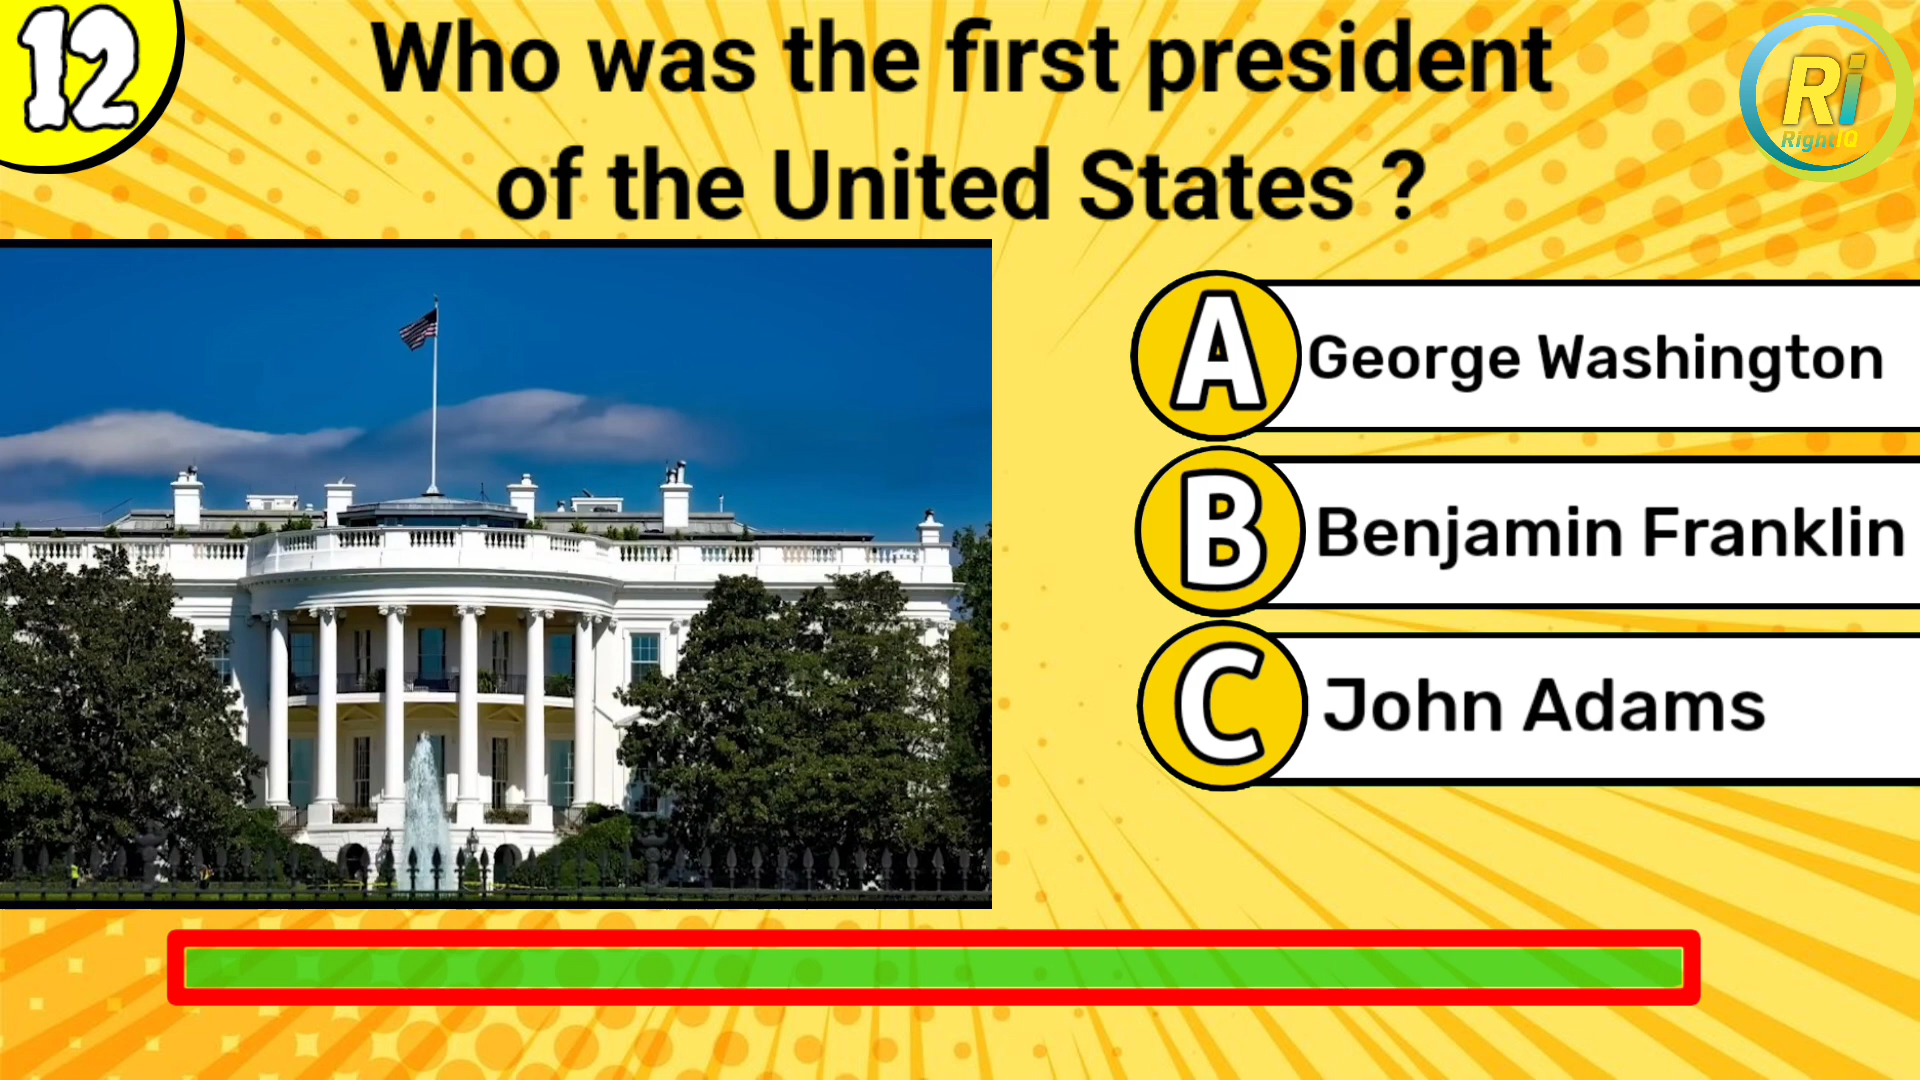 12
Who was the first president
of the United States ?
Ri
RightIQ
A George Washington
B Benjamin Franklin
C John Adams